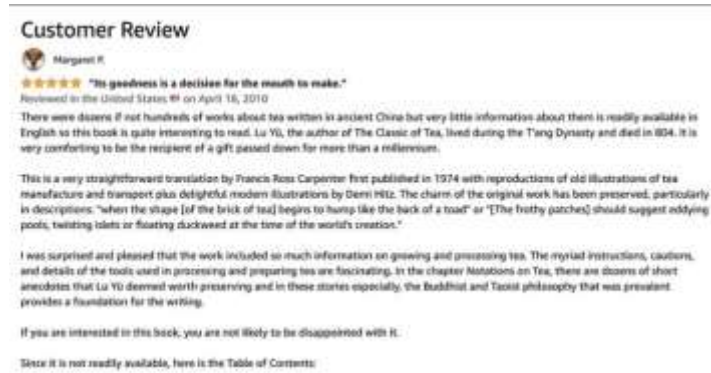 Customer Review
Margaret P.
"Its goodness is a decision for the mouth to make."
Reviewed in the United States on April 16, 2010
There were dozens if not hundreds of works about tea written in ancient China but very little information about them is readily available in
English so this book is quite interesting to read. Lu Yü, the author of The Classic of Tea, lived during the T'ang Dynasty and died in 804. It is
very comforting to be the recipient of a gift passed down for more than a millennium.
This is a very straightforward translation by Francis Ross Carpenter first published in 1974 with reproductions of old illustrations of tea
manufacture and transport plus delightful modern illustrations by Demi Hitz. The charm of the original work has been preserved, particularly
in descriptions: "when the shape [of the brick of tea] begins to hump like the back of a toad" or "[The frothy patches] should suggest eddying
pools, twisting islets or floating duckweed at the time of the world's creation."
I was surprised and pleased that the work included so much information on growing and processing tea. The myriad instructions, cautions,
and details of the tools used in processing and preparing tea are fascinating. In the chapter Notations on Tea, there are dozens of short
anecdotes that Lu Yü deemed worth preserving and in these stories especially, the Buddhist and Taoist philosophy that was prevalent
provides a foundation for the writing.
If you are interested in this book, you are not likely to be disappointed with it.
Since it is not readily available, here is the Table of Contents: